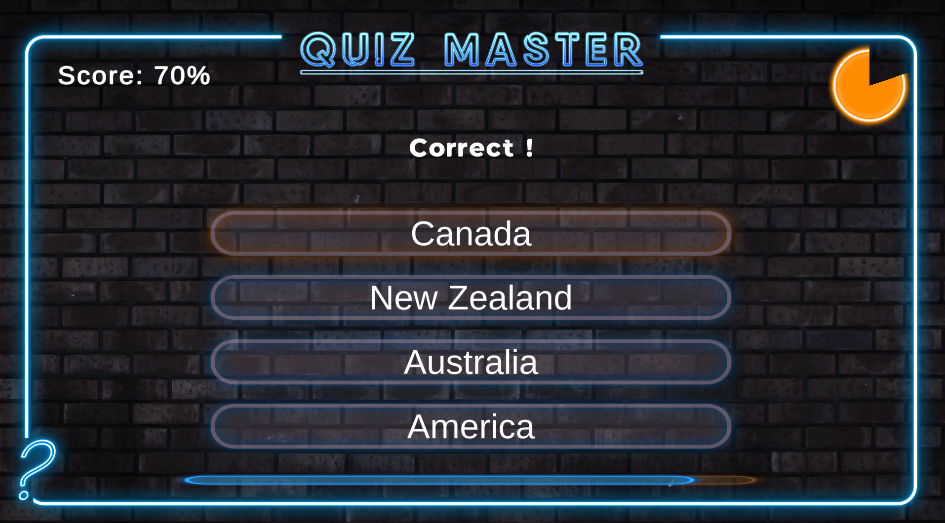 QUIZ MASTER
Score: 70%
Correct !
Canada
New Zealand
Australia
America
?